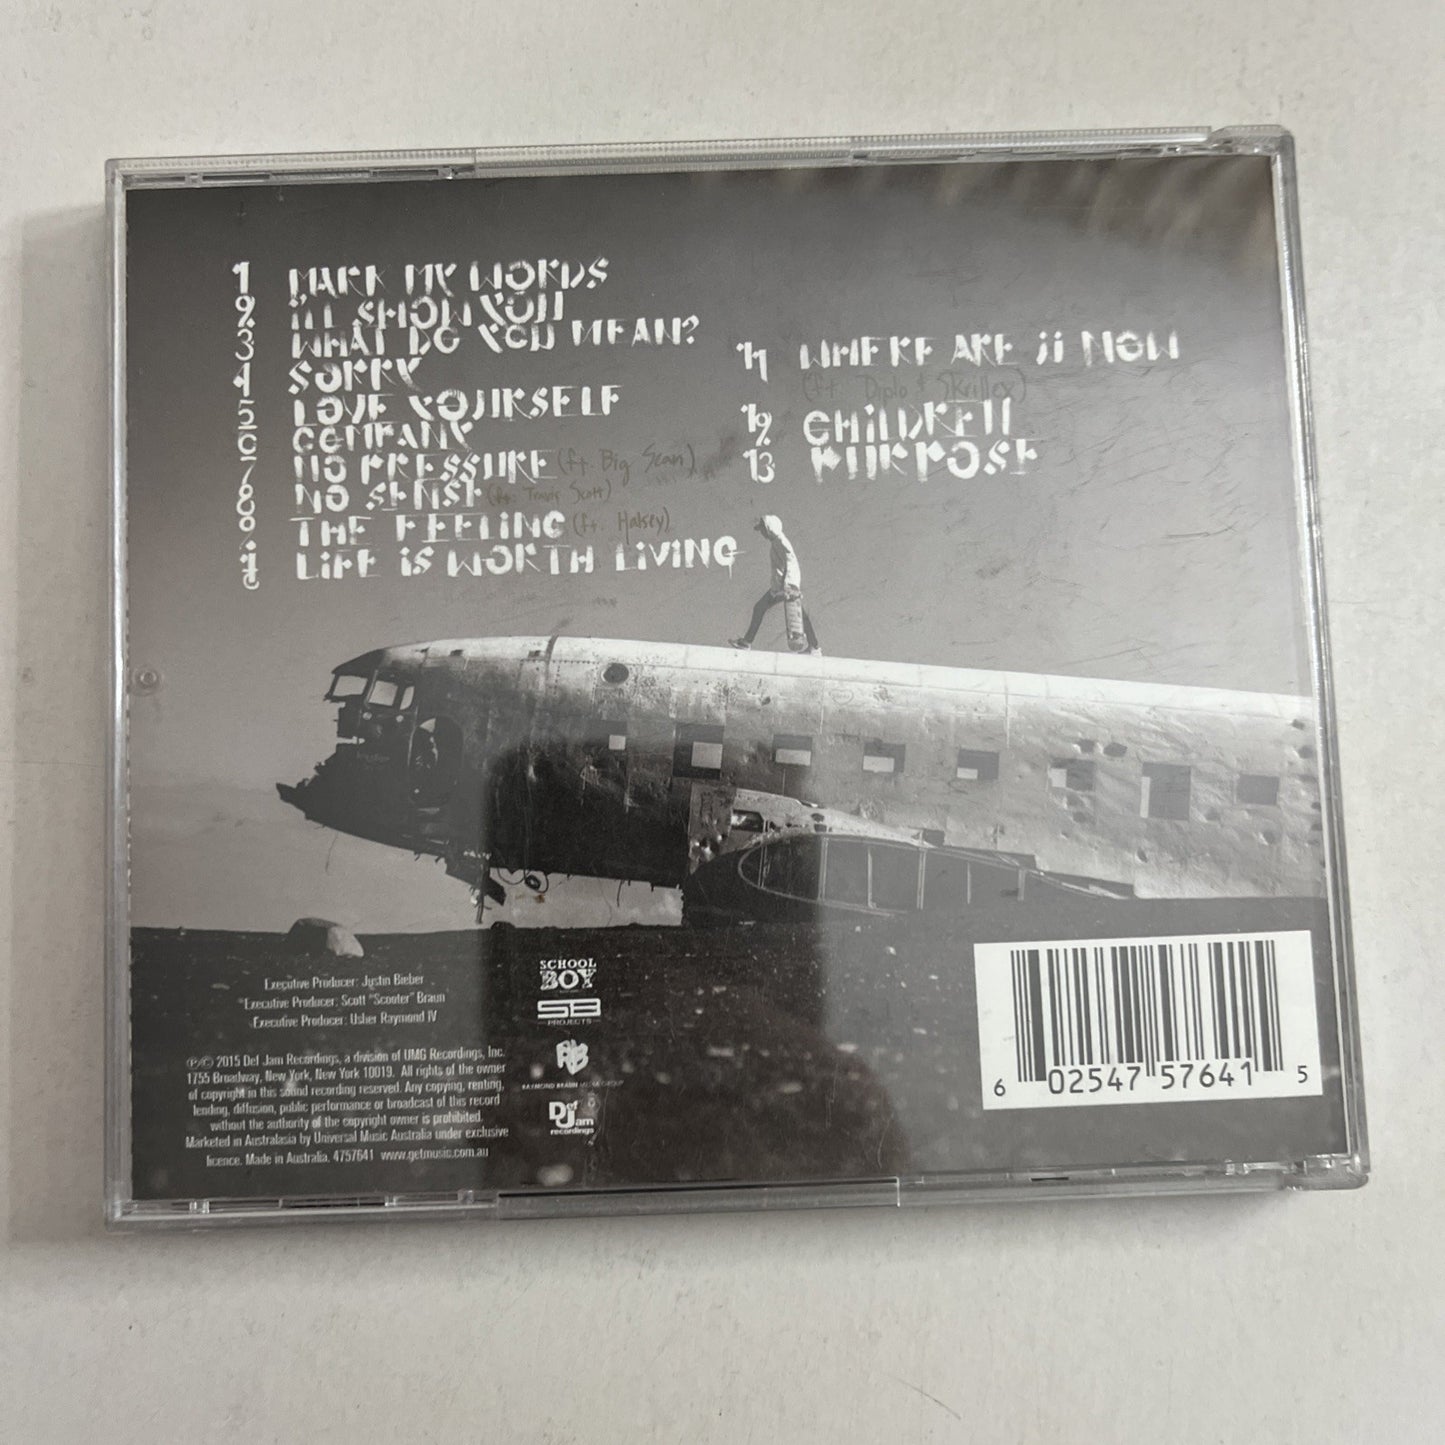 1 MARK MY WORDS
2 I'LL SHOW YOU
3 WHAT DO YOU MEAN?
4 SORRY
5 LOVE YOURSELF
6 COMPANY
7 NO PRESSURE (ft. Big Sean)
8 NO SENSE (ft. Travis Scott)
9 THE FEELING (ft. Halsey)
10 LIFE IS WORTH LIVING
11 WHERE ARE Ü NOW
(ft. Diplo & Skrillex)
12 CHILDREN
13 PURPOSE
Executive Producer: Justin Bieber
Executive Producer: Scott "Scooter" Braun
Executive Producer: Usher Raymond IV
℗/© 2015 Def Jam Recordings, a division of UMG Recordings, Inc.
1755 Broadway, New York, New York 10019. All rights of the owner
of copyright in this sound recording reserved. Any copying, renting,
lending, diffusion, public performance or broadcast of this record
without the authority of the copyright owner is prohibited.
Marketed in Australasia by Universal Music Australia under exclusive
licence. Made in Australia. 4757641 www.getmusic.com.au
SCHOOL
BOY
SB
PROJECTS
RB
RAYMOND BRAUN MEDIA GROUP
Def
Jam
recordings
6 02547 57641 5